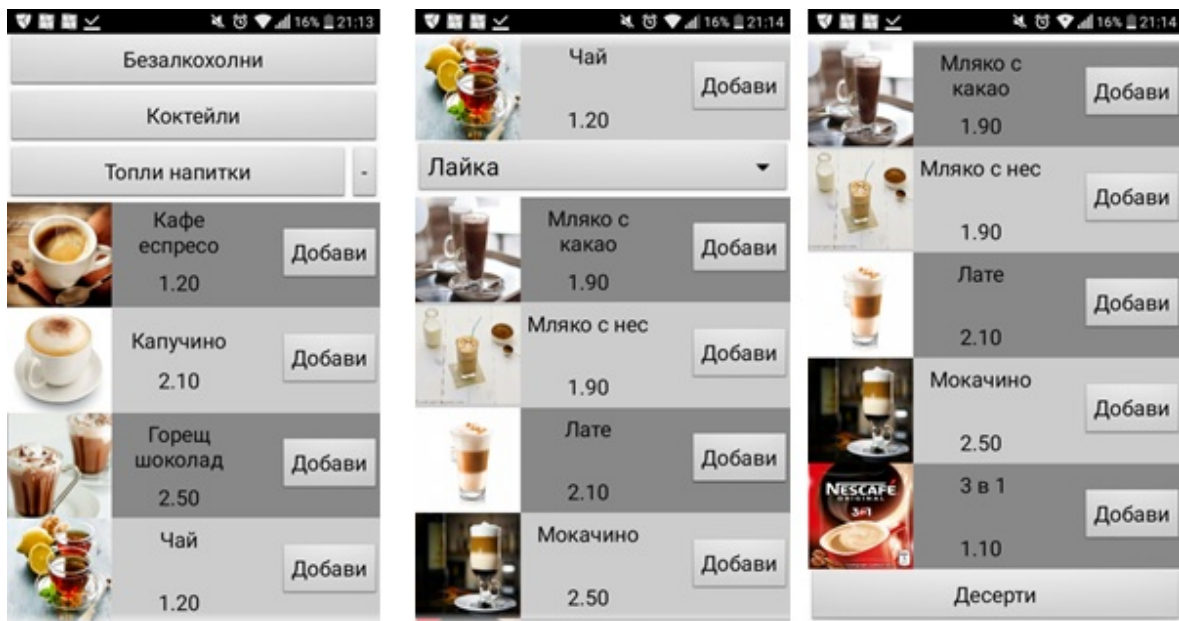 16% 21:13
Безалкохолни
Коктейли
Топли напитки
-
Кафе
еспресо
1.20
Добави
Капучино
2.10
Добави
Горещ
шоколад
2.50
Добави
Чай
1.20
Добави
16% 21:14
Чай
1.20
Добави
Лайка
Мляко с
какао
1.90
Добави
Мляко с нес
1.90
Добави
Лате
2.10
Добави
Мокачино
2.50
Добави
16% 21:14
Мляко с
какао
1.90
Добави
Мляко с нес
1.90
Добави
Лате
2.10
Добави
Мокачино
2.50
Добави
NESCAFÉ
ORIGINAL
3в1
3 в 1
1.10
Добави
Десерти